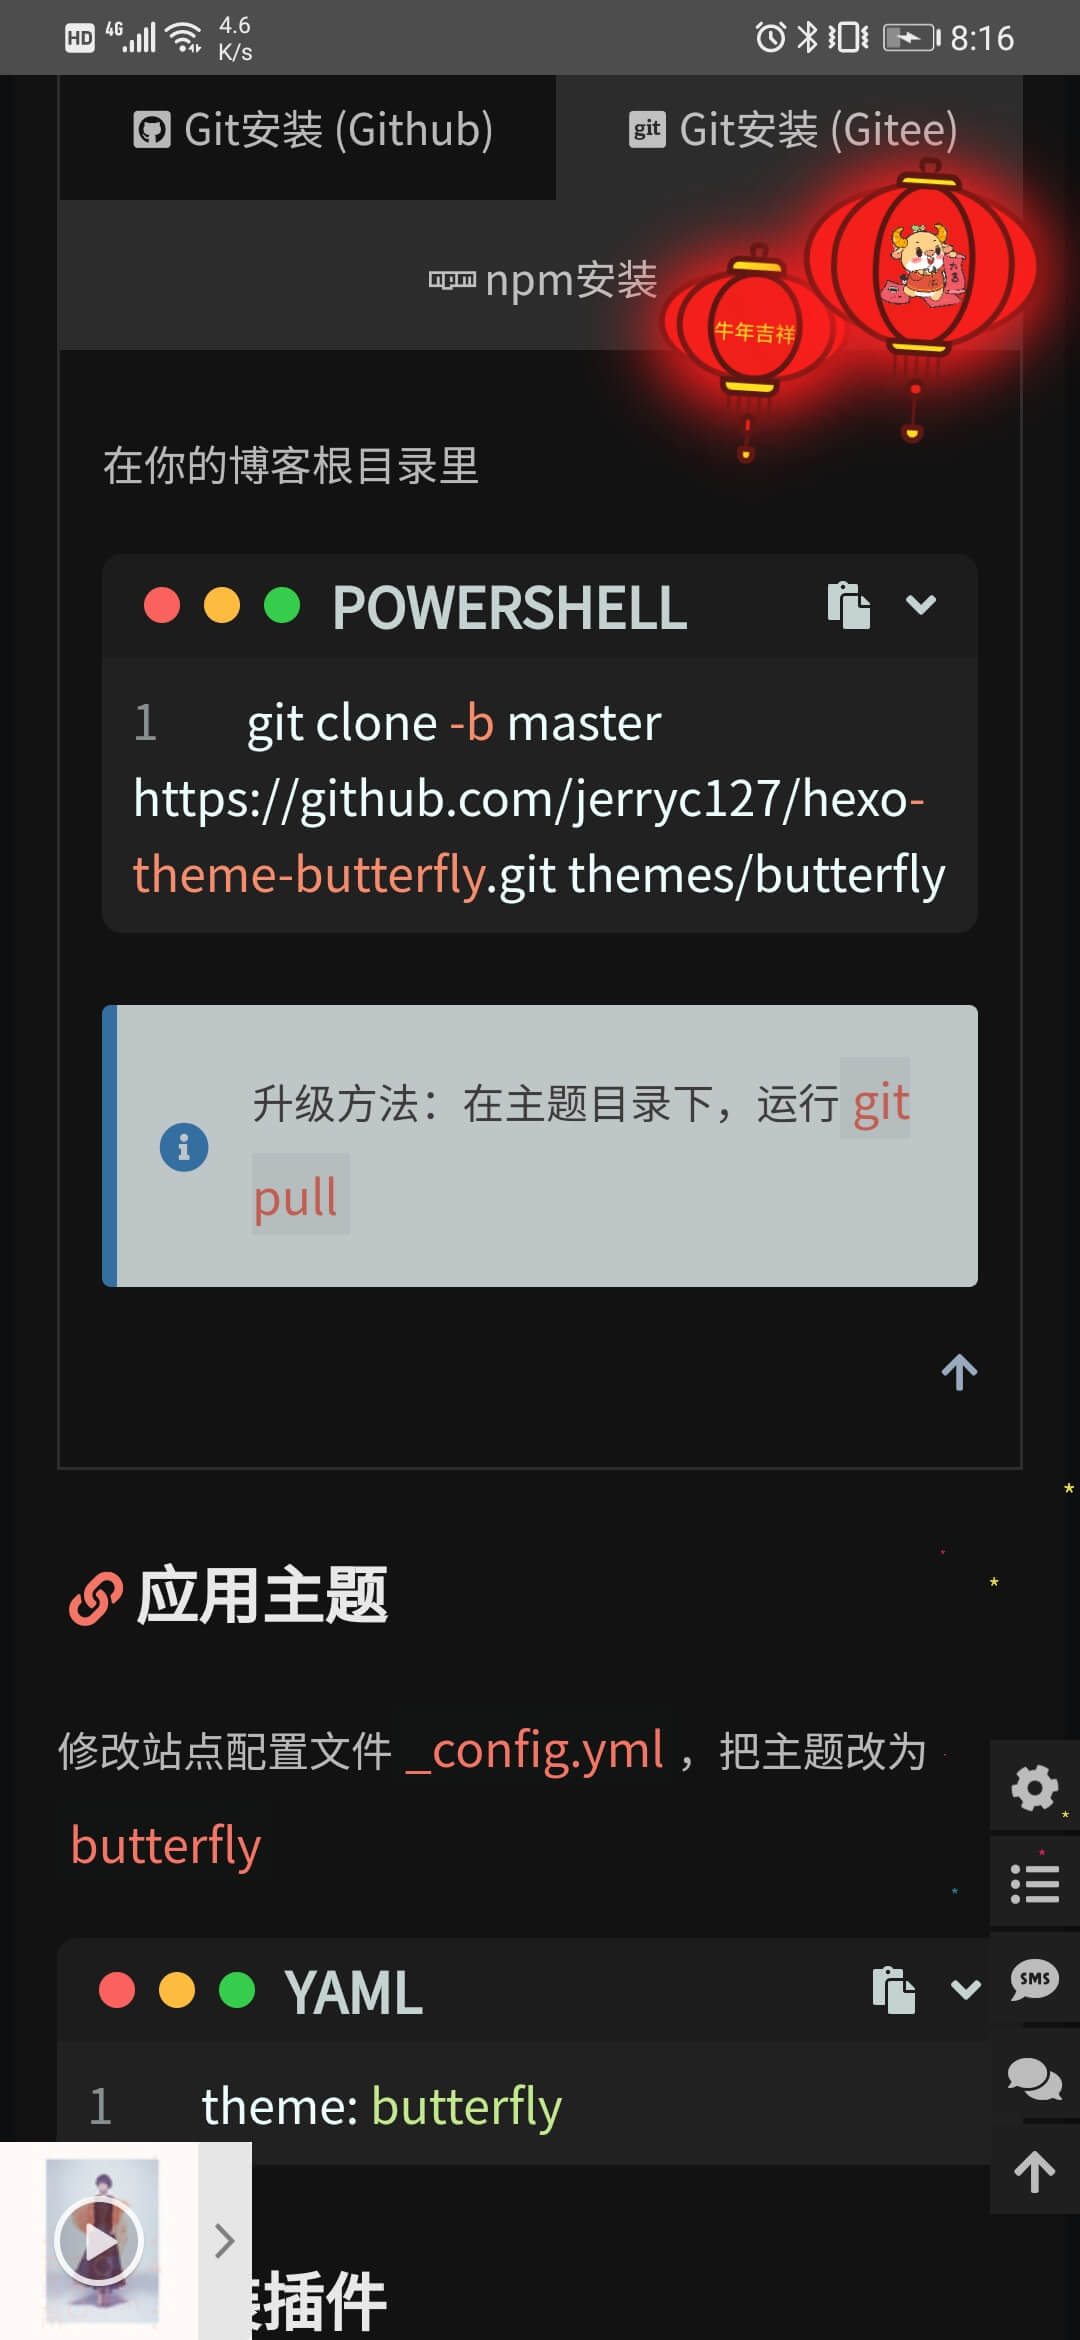 HD 4G 4.6 K/s 8:16
Git安装 (Github)
git Git安装 (Gitee)
npm安装
牛年吉祥
在你的博客根目录里
POWERSHELL
1 git clone -b master
https://github.com/jerryc127/hexo-
theme-butterfly.git themes/butterfly
升级方法：在主题目录下，运行 git
pull
应用主题
修改站点配置文件 _config.yml ，把主题改为
butterfly
YAML
1 theme: butterfly
SMS
插件